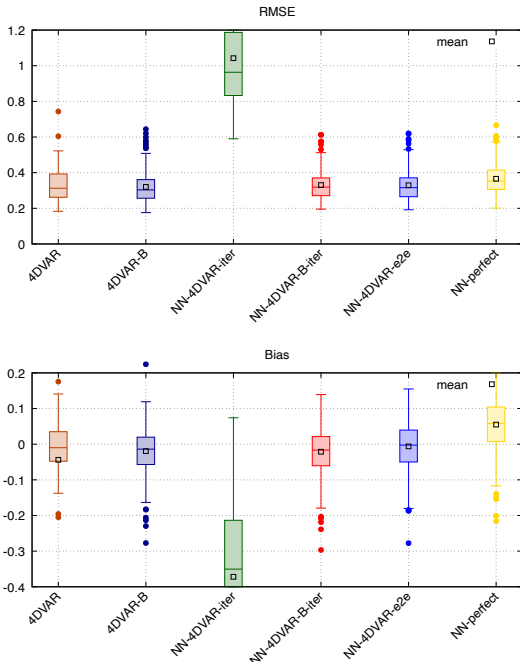 RMSE
mean
1.2
1
0.8
0.6
0.4
0.2
0
4DVAR
4DVAR-B
NN-4DVAR-iter
NN-4DVAR-B-iter
NN-4DVAR-e2e
NN-perfect
Bias
mean
0.2
0.1
0
-0.1
-0.2
-0.3
-0.4
4DVAR
4DVAR-B
NN-4DVAR-iter
NN-4DVAR-B-iter
NN-4DVAR-e2e
NN-perfect